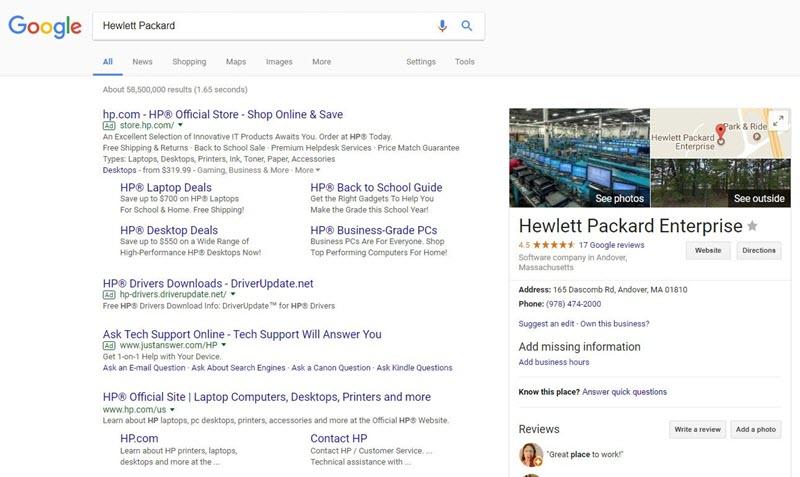 Google
Hewlett Packard
All News Shopping Maps Images More Settings Tools
About 58,500,000 results (1.65 seconds)
hp.com - HP® Official Store - Shop Online & Save
Ad store.hp.com/
An Excellent Selection of Innovative IT Products Awaits You. Order at HP® Today.
Free Shipping & Returns · Back to School Sale · Premium Helpdesk Services · Price Match Guarantee
Types: Laptops, Desktops, Printers, Ink, Toner, Paper, Accessories
Desktops - from $319.99 - Gaming, Business & More · More
HP® Laptop Deals
Save up to $700 on HP® Laptops
For School & Home. Free Shipping!
HP® Back to School Guide
Get the Right Gadgets To Help You
Make the Grade this School Year!
HP® Desktop Deals
Save up to $550 on a Wide Range of
High-Performance HP® Desktops Now!
HP® Business-Grade PCs
Business PCs Are For Everyone. Shop
Top Performing Computers For Home!
HP® Drivers Downloads - DriverUpdate.net
Ad hp-drivers.driverupdate.net/
Free HP® Drivers Download Info: DriverUpdate™ for HP® Drivers
Ask Tech Support Online - Tech Support Will Answer You
Ad www.justanswer.com/HP
Get 1-on-1 Help with Your Device.
Ask an E-mail Question · Ask About Search Engines · Ask a Canon Question · Ask Kindle Questions
HP® Official Site | Laptop Computers, Desktops, Printers and more
www.hp.com/us
Learn about HP laptops, pc desktops, printers, accessories and more at the Official HP® Website.
HP.com
Learn about HP printers, laptops,
desktops and more at the ...
Contact HP
Contact HP / Customer Service. ...
Technical assistance with ...
Park & Ride
Hewlett Packard
Enterprise
See photos
See outside
Hewlett Packard Enterprise
4.5 17 Google reviews
Software company in Andover,
Massachusetts
Website Directions
Address: 165 Dascomb Rd, Andover, MA 01810
Phone: (978) 474-2000
Suggest an edit · Own this business?
Add missing information
Add business hours
Know this place? Answer quick questions
Reviews
Write a review Add a photo
"Great place to work!"